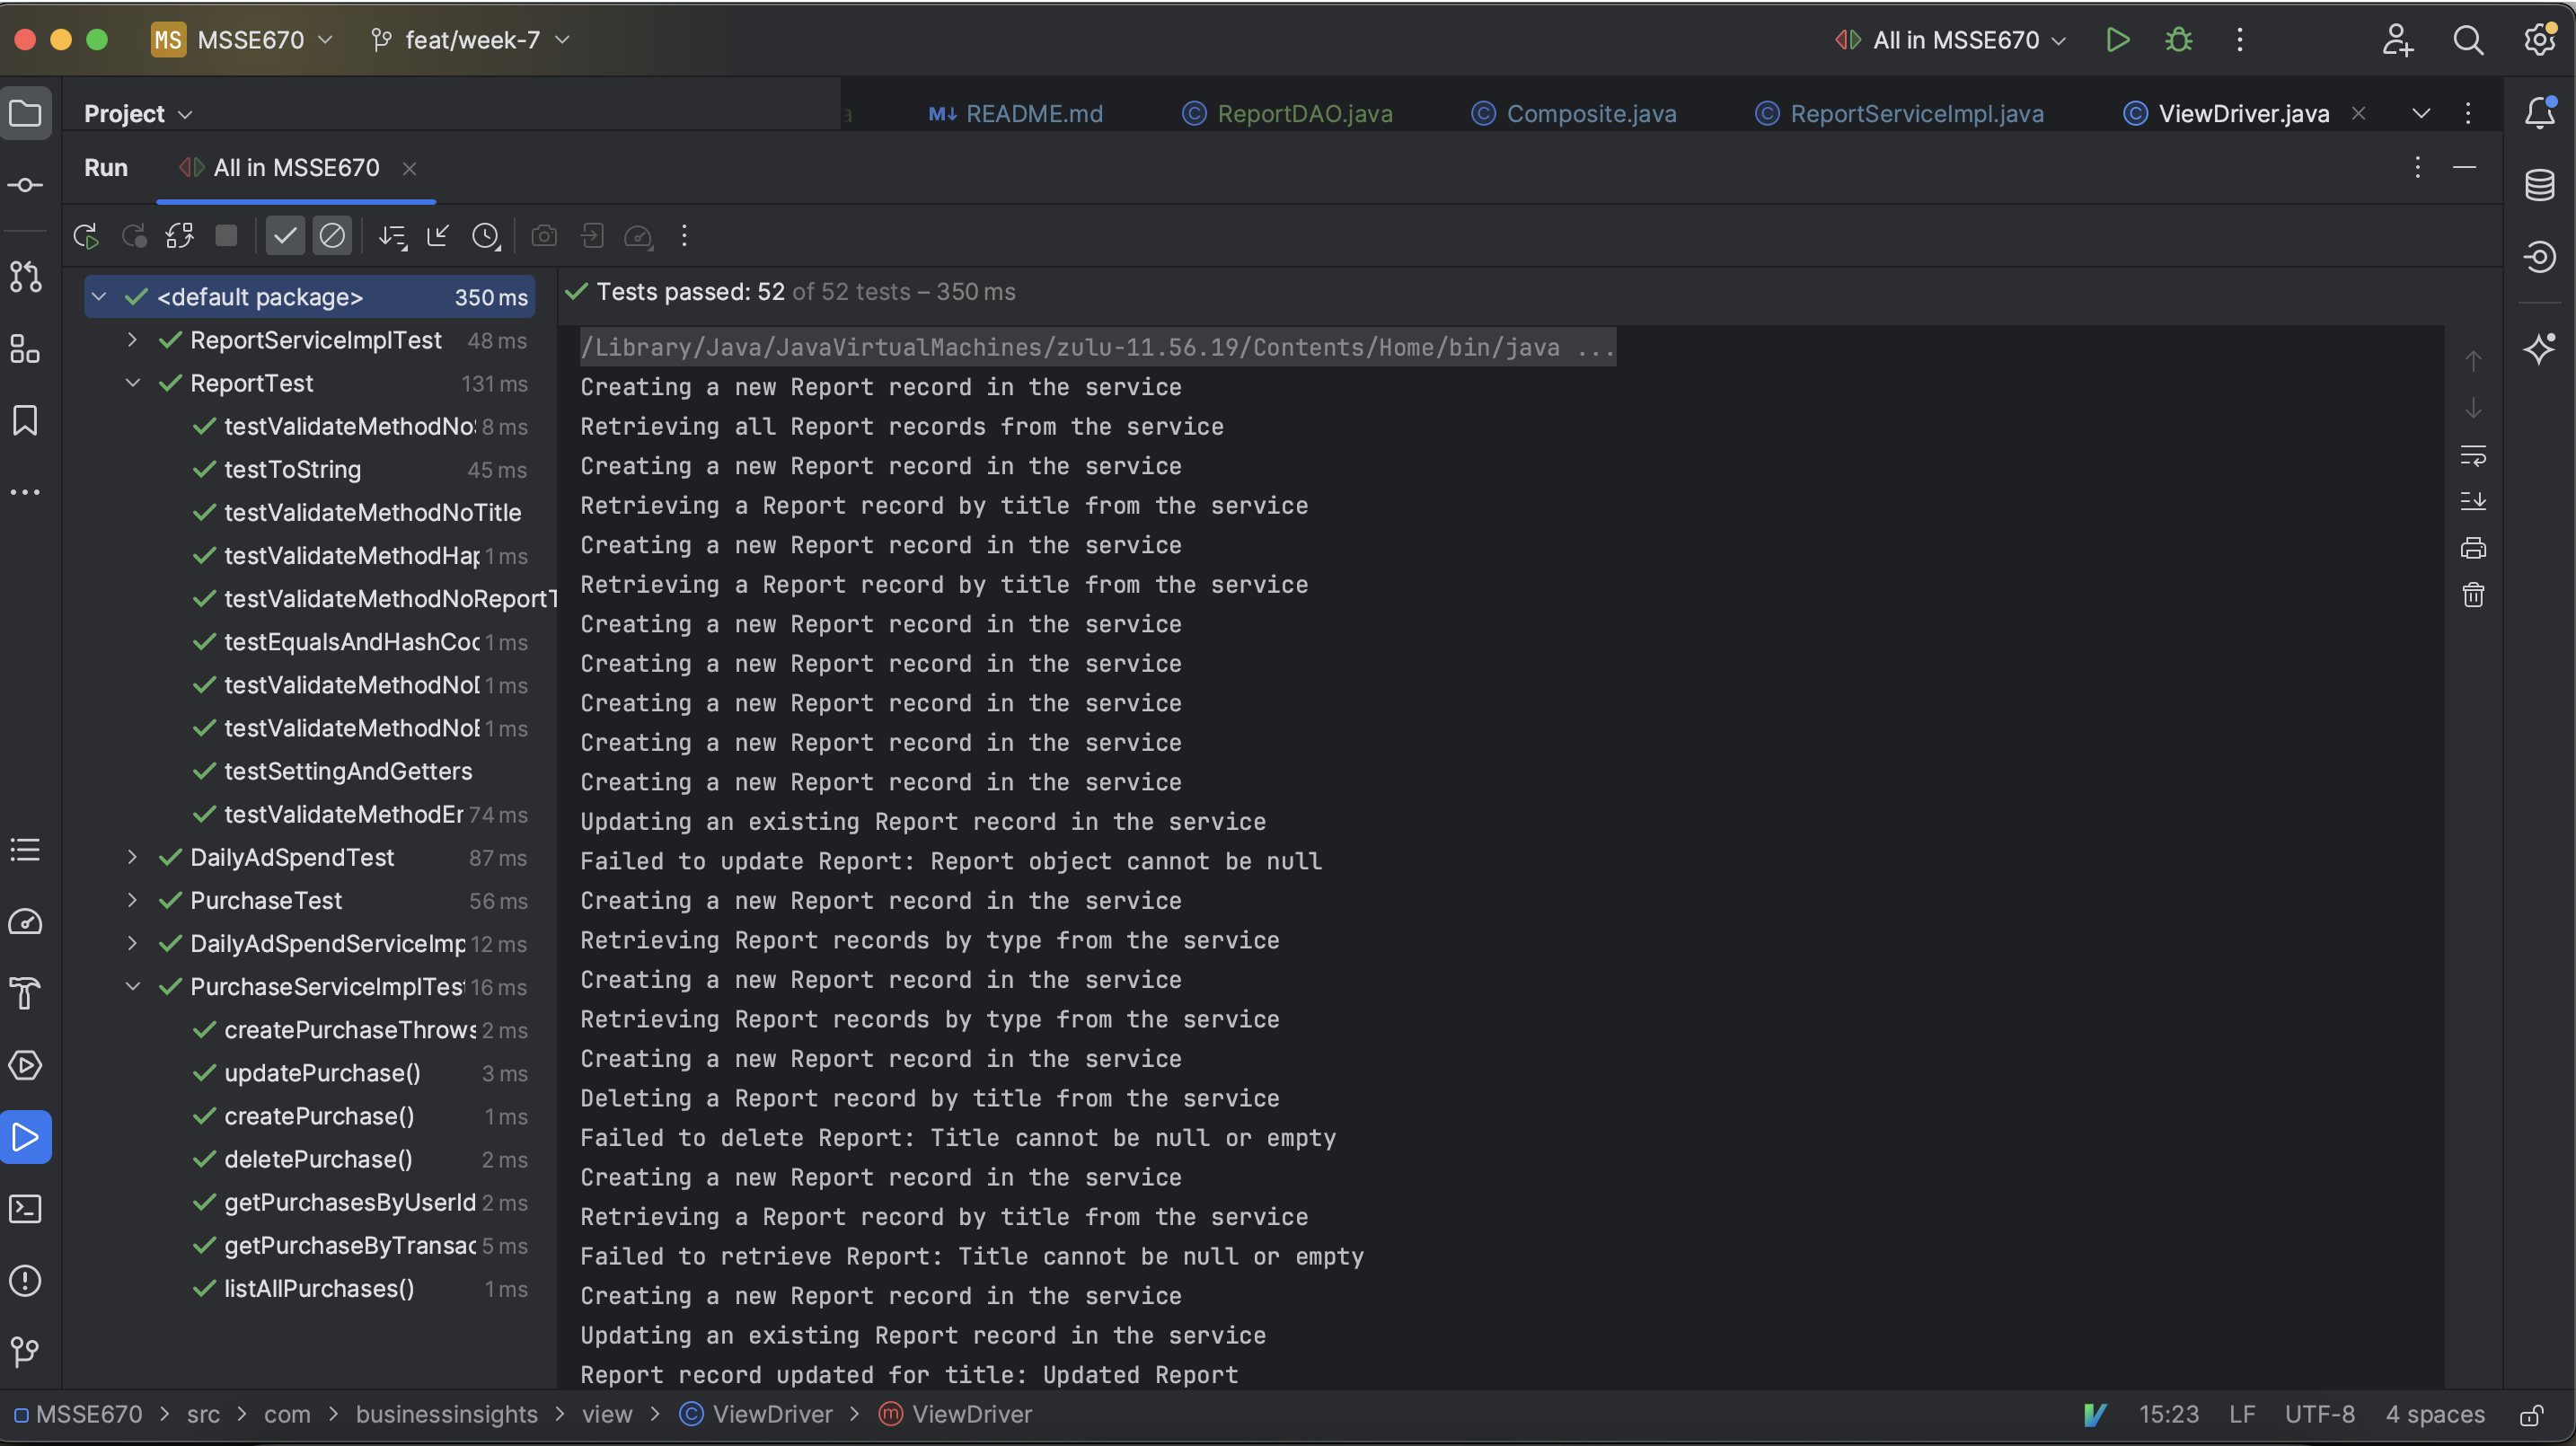 MS MSSE670 feat/week-7 All in MSSE670
Project README.md ReportDAO.java Composite.java ReportServiceImpl.java ViewDriver.java
Run All in MSSE670
<default package> 350 ms
ReportServiceImplTest 48 ms
ReportTest 131 ms
testValidateMethodNo 8 ms
testToString 45 ms
testValidateMethodNoTitle
testValidateMethodHap 1 ms
testValidateMethodNoReportT
testEqualsAndHashCoc 1 ms
testValidateMethodNoD 1 ms
testValidateMethodNoE 1 ms
testSettingAndGetters
testValidateMethodEr 74 ms
DailyAdSpendTest 87 ms
PurchaseTest 56 ms
DailyAdSpendServiceImp 12 ms
PurchaseServiceImplTes 16 ms
createPurchaseThrows 2 ms
updatePurchase() 3 ms
createPurchase() 1 ms
deletePurchase() 2 ms
getPurchasesByUserId 2 ms
getPurchaseByTransac 5 ms
listAllPurchases() 1 ms
Tests passed: 52 of 52 tests – 350 ms
/Library/Java/JavaVirtualMachines/zulu-11.56.19/Contents/Home/bin/java ...
Creating a new Report record in the service
Retrieving all Report records from the service
Creating a new Report record in the service
Retrieving a Report record by title from the service
Creating a new Report record in the service
Retrieving a Report record by title from the service
Creating a new Report record in the service
Creating a new Report record in the service
Creating a new Report record in the service
Creating a new Report record in the service
Creating a new Report record in the service
Updating an existing Report record in the service
Failed to update Report: Report object cannot be null
Creating a new Report record in the service
Retrieving Report records by type from the service
Creating a new Report record in the service
Retrieving Report records by type from the service
Creating a new Report record in the service
Deleting a Report record by title from the service
Failed to delete Report: Title cannot be null or empty
Creating a new Report record in the service
Retrieving a Report record by title from the service
Failed to retrieve Report: Title cannot be null or empty
Creating a new Report record in the service
Updating an existing Report record in the service
Report record updated for title: Updated Report
MSSE670 > src > com > businessinsights > view > ViewDriver > ViewDriver 15:23 LF UTF-8 4 spaces